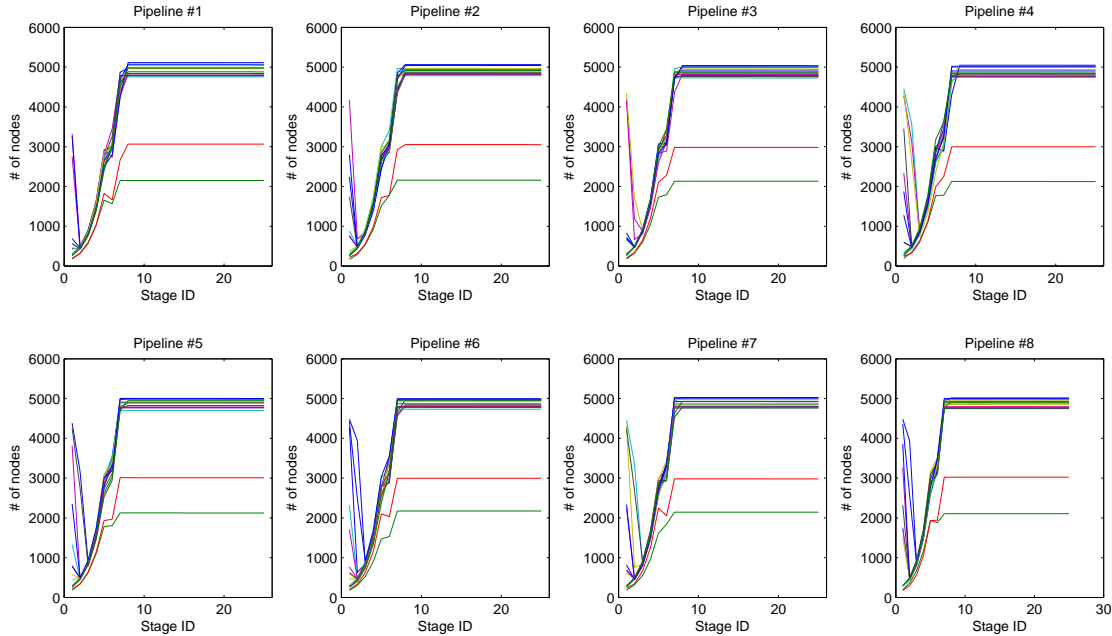 Pipeline #1
6000
5000
4000
3000
2000
1000
0
0 10 20
# of nodes
Stage ID
Pipeline #2
6000
5000
4000
3000
2000
1000
0
0 10 20
# of nodes
Stage ID
Pipeline #3
6000
5000
4000
3000
2000
1000
0
0 10 20
# of nodes
Stage ID
Pipeline #4
6000
5000
4000
3000
2000
1000
0
0 10 20
# of nodes
Stage ID
Pipeline #5
6000
5000
4000
3000
2000
1000
0
0 10 20
# of nodes
Stage ID
Pipeline #6
6000
5000
4000
3000
2000
1000
0
0 10 20
# of nodes
Stage ID
Pipeline #7
6000
5000
4000
3000
2000
1000
0
0 10 20
# of nodes
Stage ID
Pipeline #8
6000
5000
4000
3000
2000
1000
0
0 10 20 30
# of nodes
Stage ID